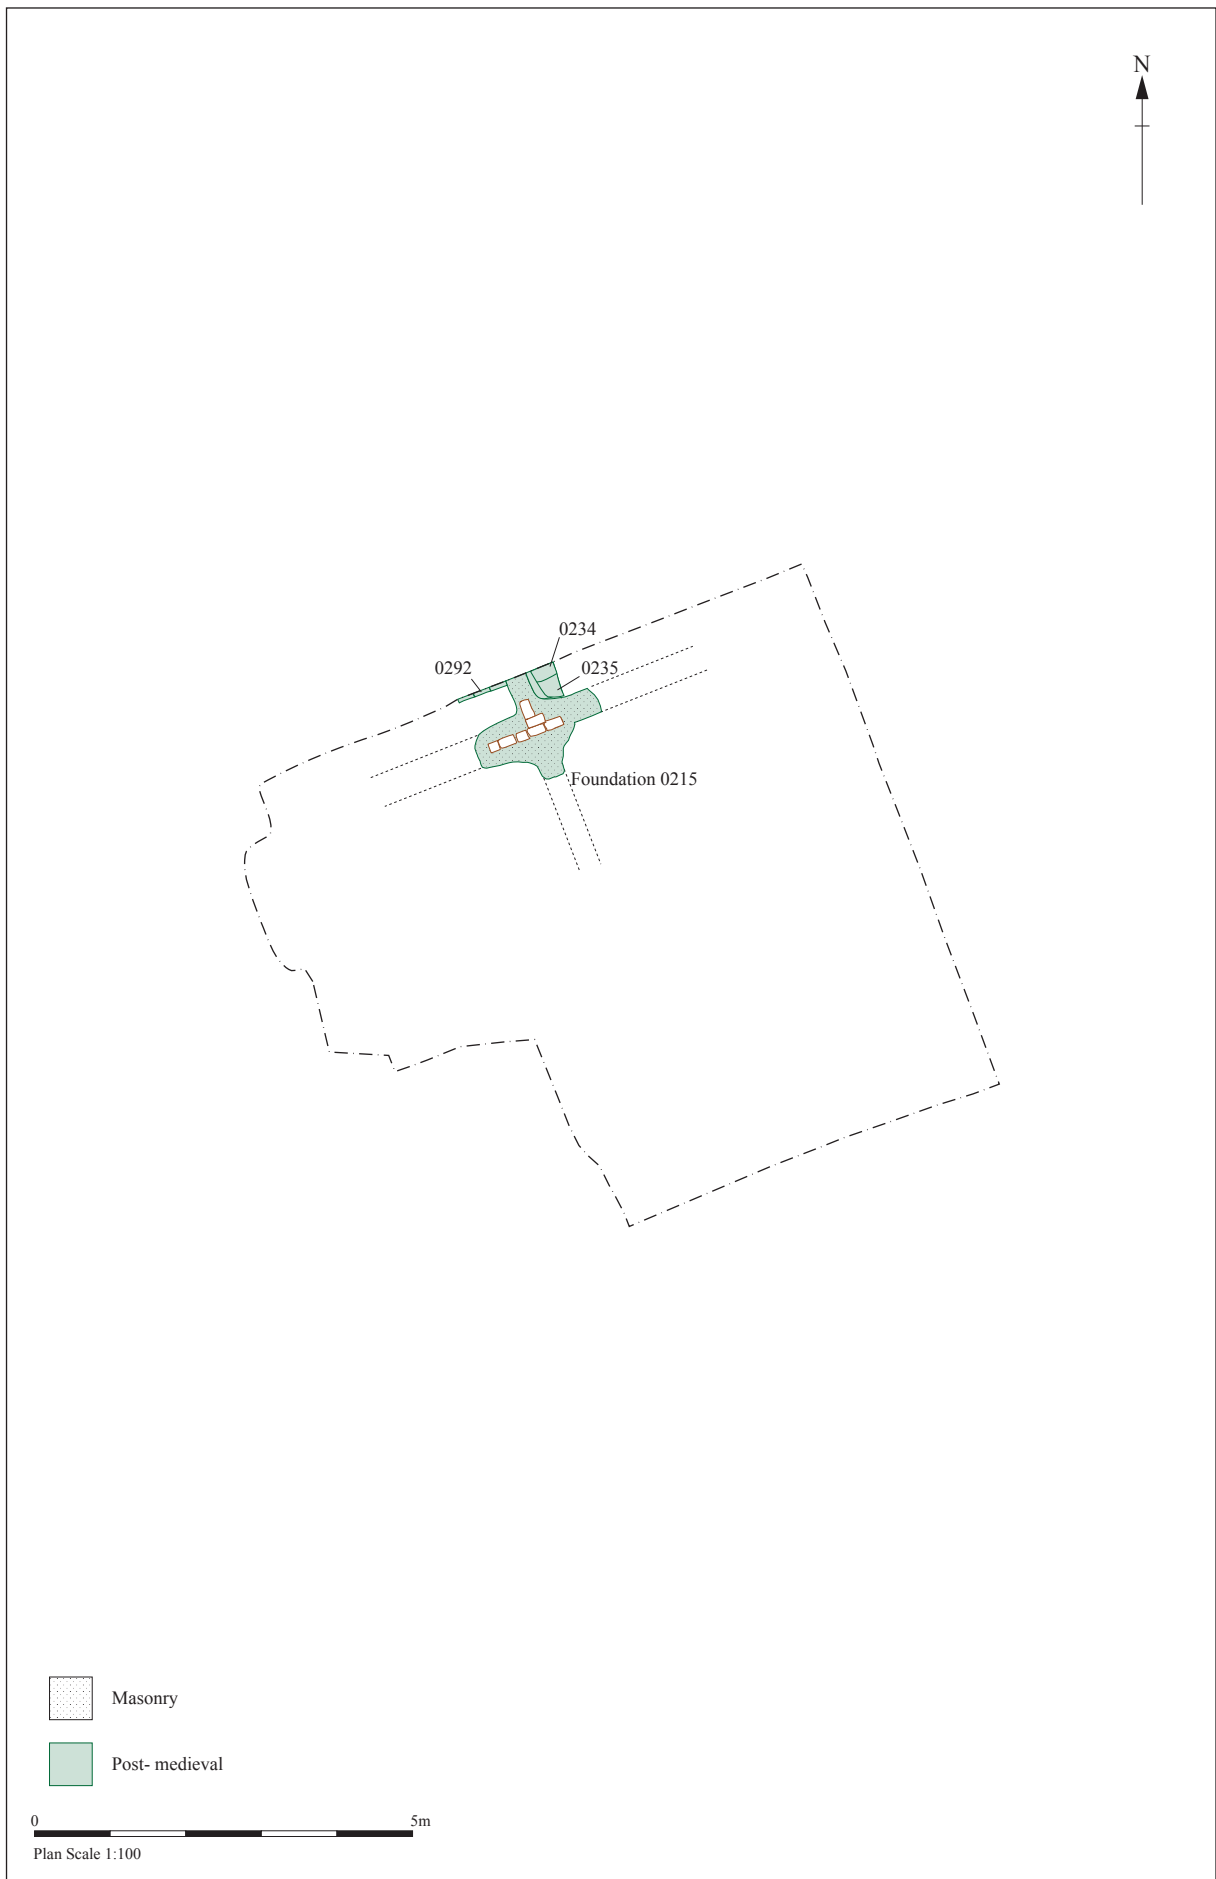 N
0234
0292
0235
Foundation 0215
Masonry
Post- medieval
0 5m
Plan Scale 1:100